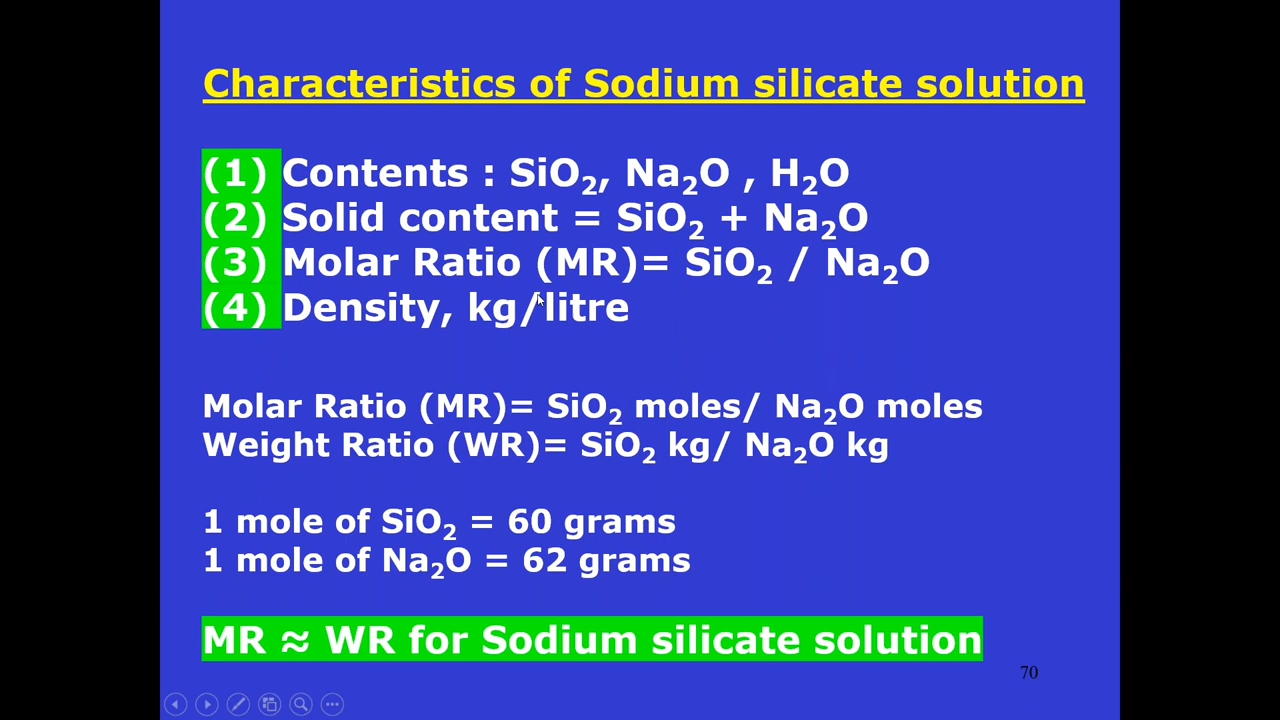 Characteristics of Sodium silicate solution
(1) Contents : SiO₂, Na₂O , H₂O
(2) Solid content = SiO₂ + Na₂O
(3) Molar Ratio (MR)= SiO₂ / Na₂O
(4) Density, kg/litre
Molar Ratio (MR)= SiO₂ moles/ Na₂O moles
Weight Ratio (WR)= SiO₂ kg/ Na₂O kg
1 mole of SiO₂ = 60 grams
1 mole of Na₂O = 62 grams
MR ≈ WR for Sodium silicate solution
70